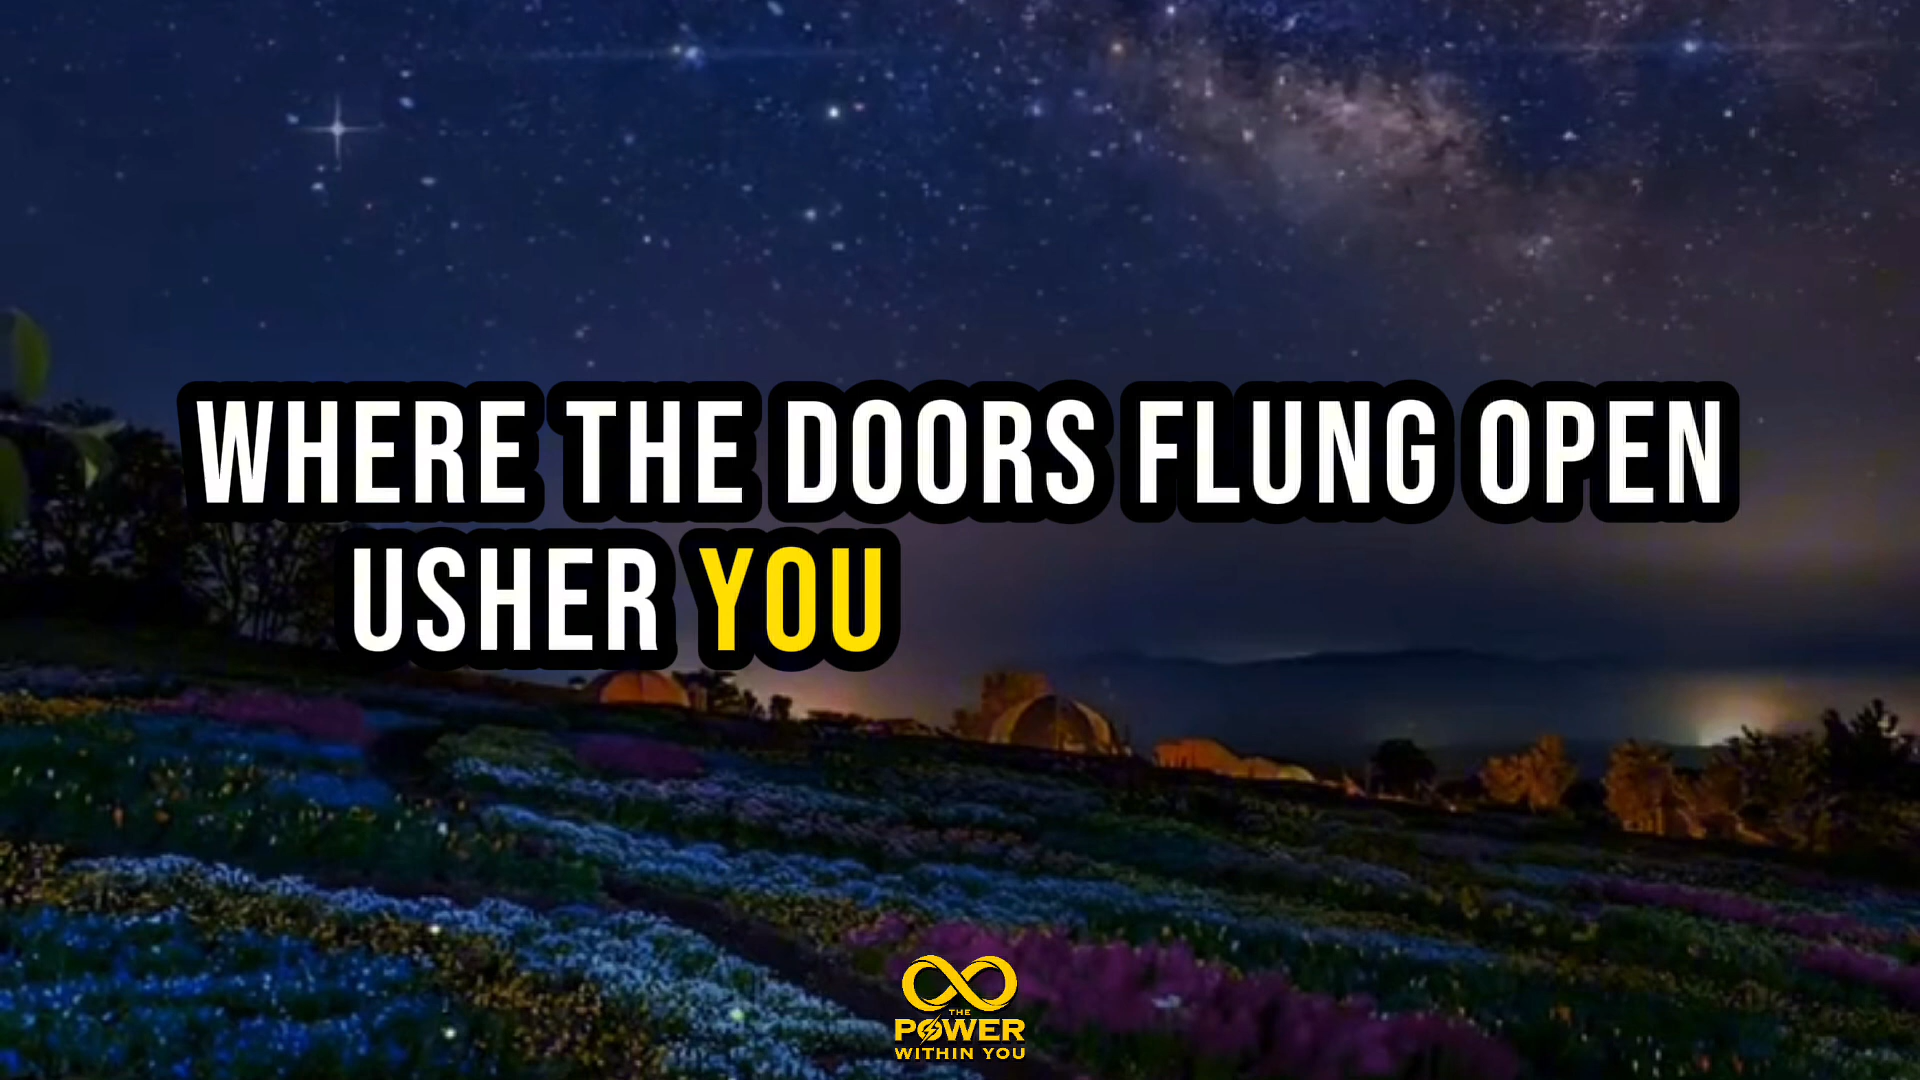 WHERE THE DOORS FLUNG OPEN
USHER YOU
THE
POWER
WITHIN YOU